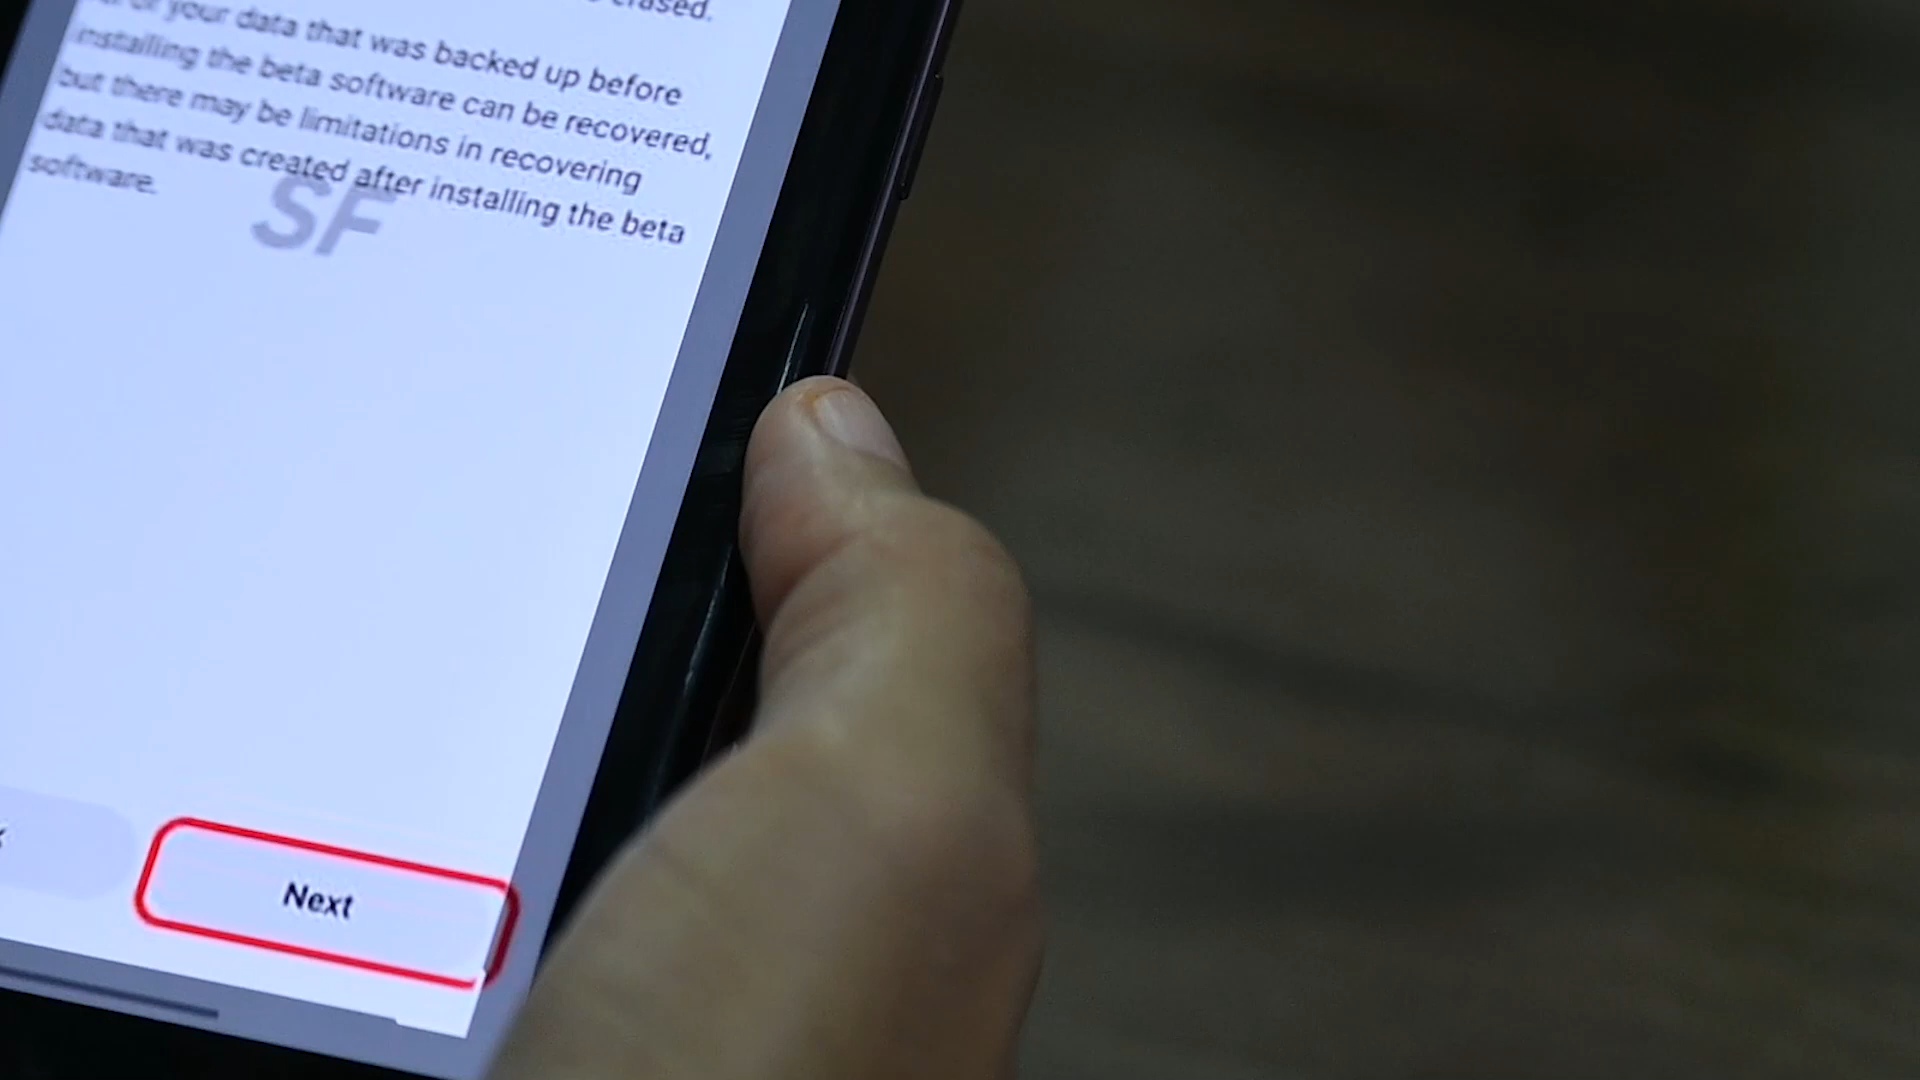 erased.
of your data that was backed up before
installing the beta software can be recovered,
but there may be limitations in recovering
data that was created after installing the beta
software.
SF
Next